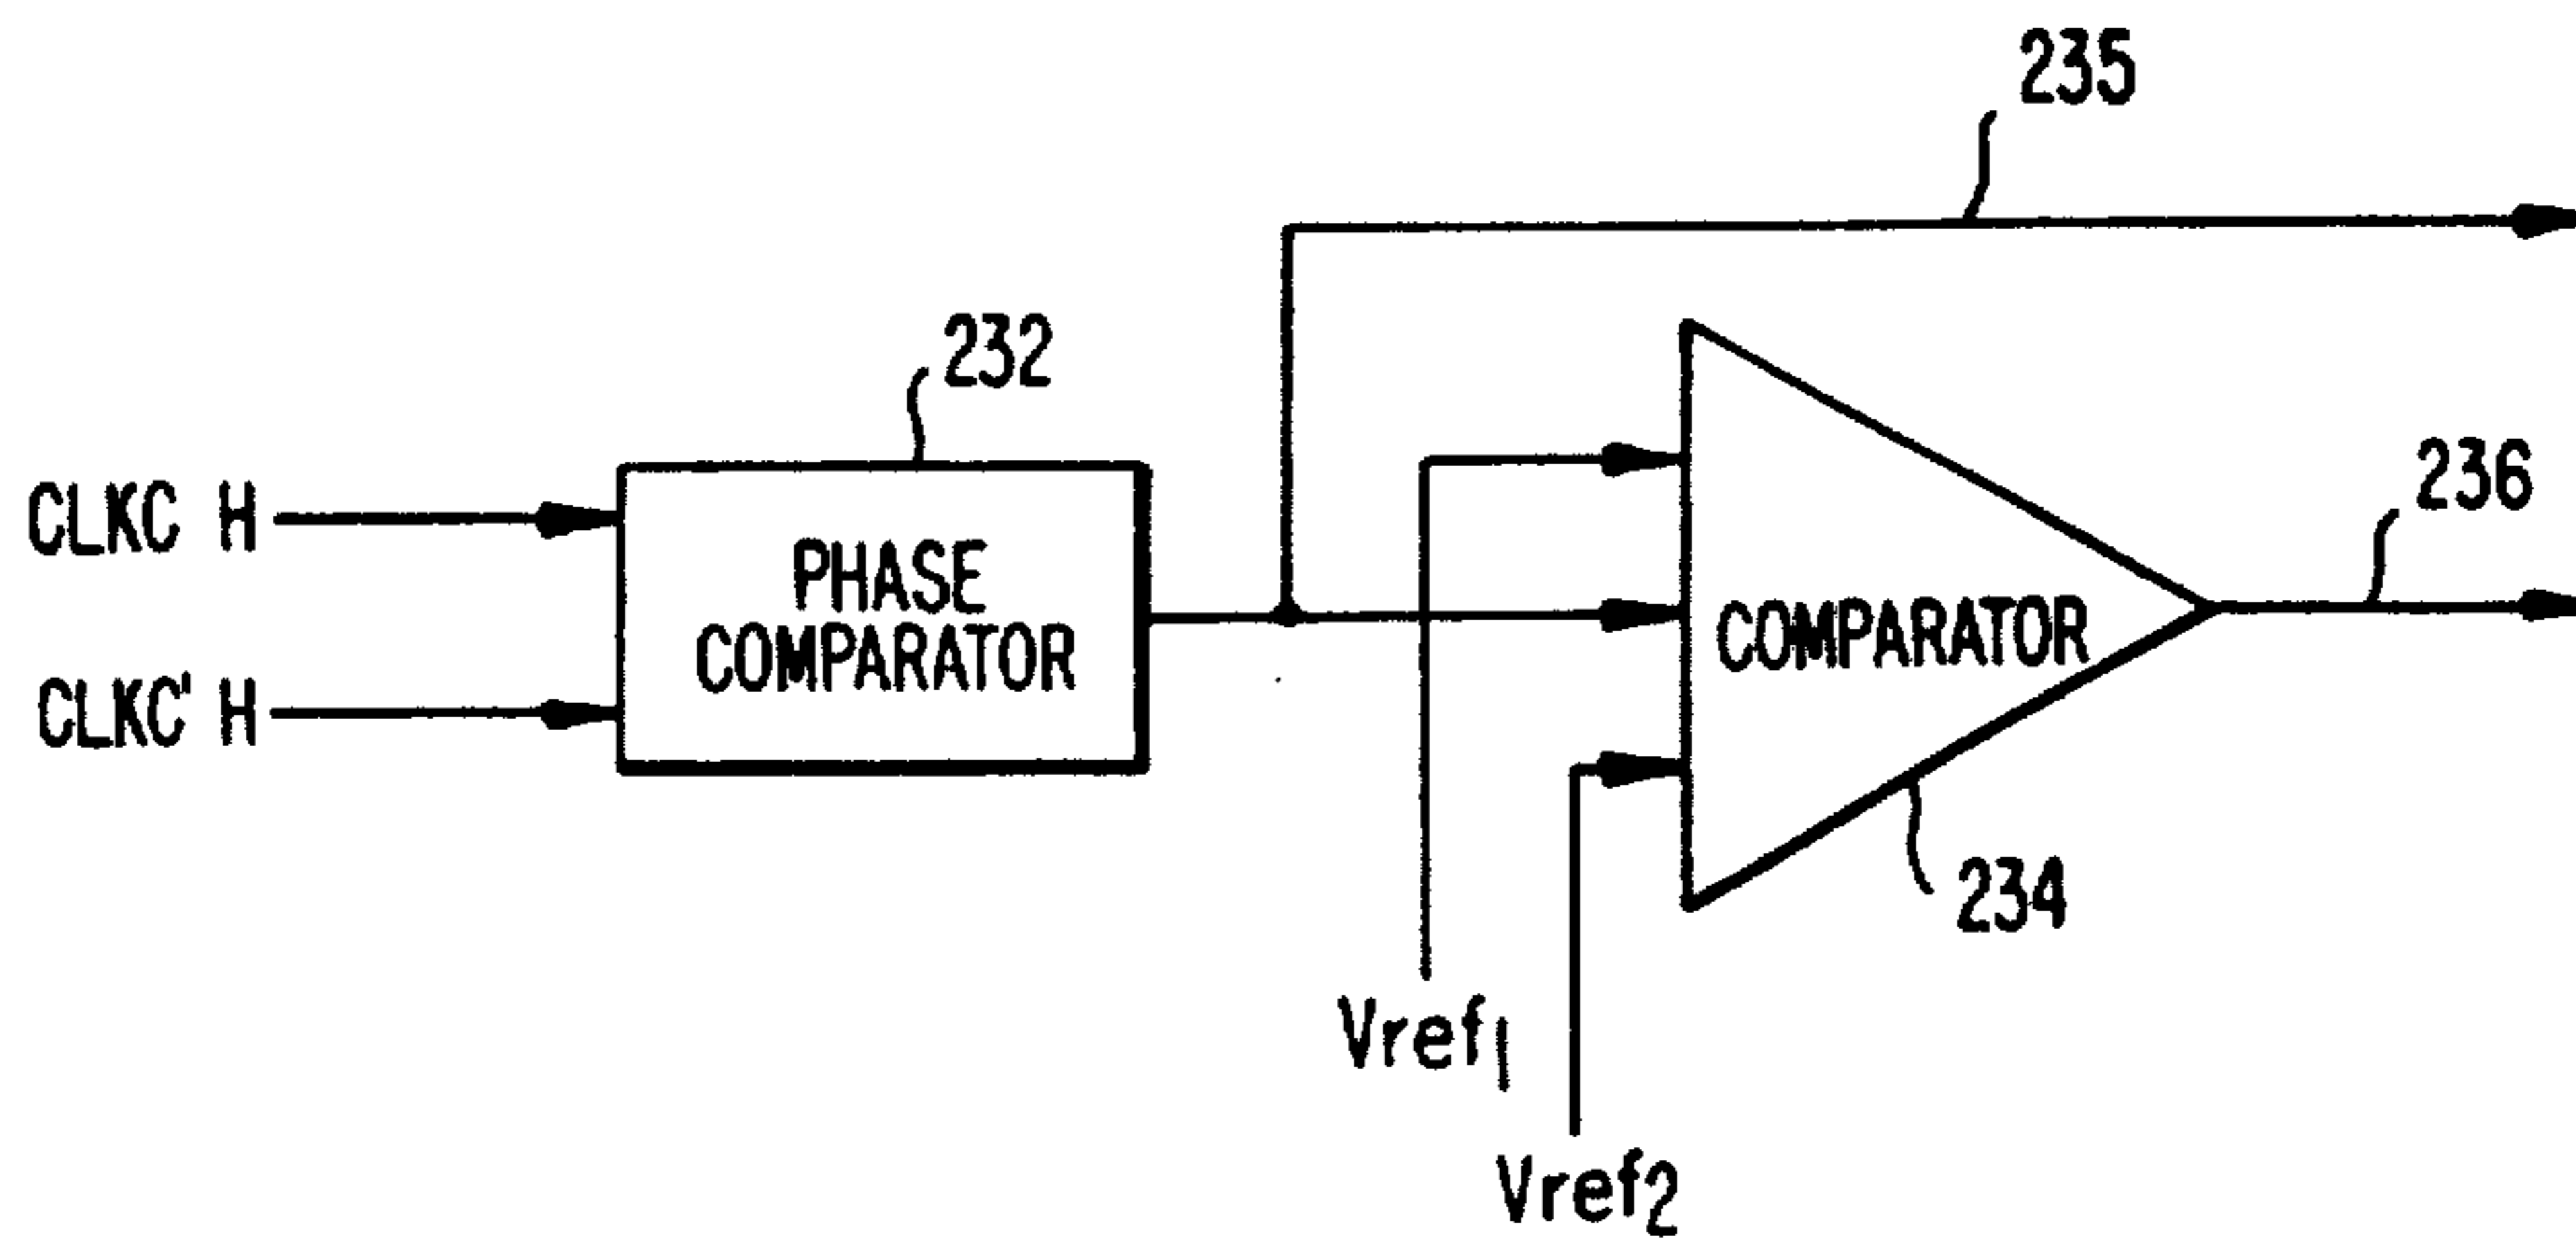 235
232
236
CLKC H
PHASE
COMPARATOR
CLKC' H
COMPARATOR
234
Vref1
Vref2